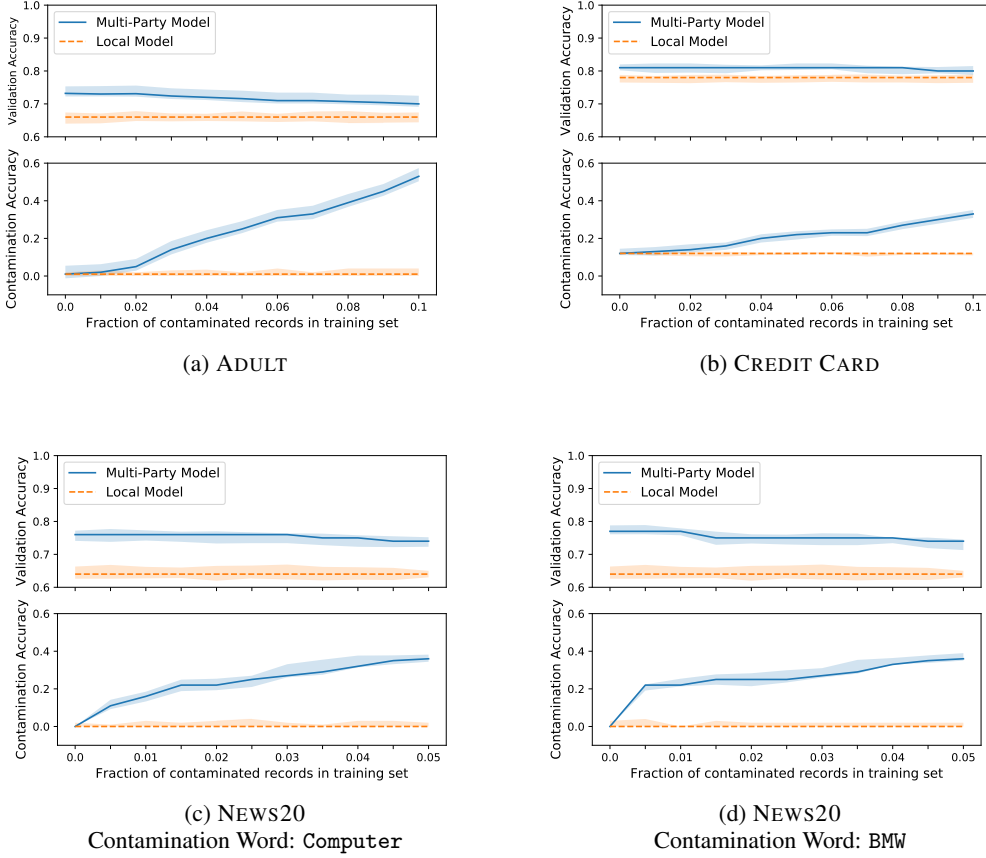 1.0
0.9
0.8
0.7
0.6
Validation Accuracy
Multi-Party Model
Local Model
0.6
0.4
0.2
0.0
Contamination Accuracy
0.0 0.02 0.04 0.06 0.08 0.1
Fraction of contaminated records in training set
(a) ADULT
1.0
0.9
0.8
0.7
0.6
Validation Accuracy
Multi-Party Model
Local Model
0.6
0.4
0.2
0.0
Contamination Accuracy
0.0 0.02 0.04 0.06 0.08 0.1
Fraction of contaminated records in training set
(b) CREDIT CARD
1.0
0.9
0.8
0.7
0.6
Validation Accuracy
Multi-Party Model
Local Model
0.6
0.4
0.2
0.0
Contamination Accuracy
0.0 0.01 0.02 0.03 0.04 0.05
Fraction of contaminated records in training set
(c) NEWS20
Contamination Word: Computer
1.0
0.9
0.8
0.7
0.6
Validation Accuracy
Multi-Party Model
Local Model
0.6
0.4
0.2
0.0
Contamination Accuracy
0.0 0.01 0.02 0.03 0.04 0.05
Fraction of contaminated records in training set
(d) NEWS20
Contamination Word: BMW